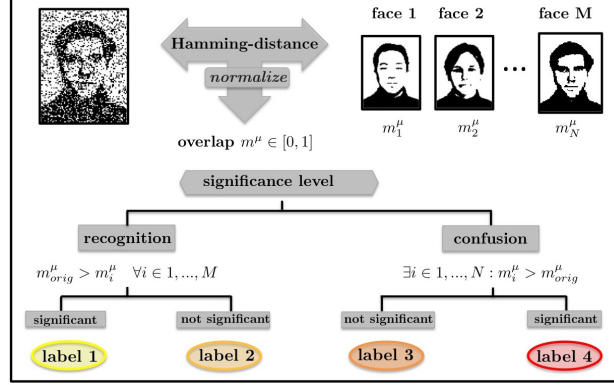 face 1 face 2 face M
Hamming-distance
normalize
...
m_1^μ m_2^μ m_N^μ
overlap m^μ ∈ [0, 1]
significance level
recognition confusion
m_orig^μ > m_i^μ ∀i ∈ 1, ..., M ∃i ∈ 1, ..., N : m_i^μ > m_orig^μ
significant not significant not significant significant
label 1 label 2 label 3 label 4